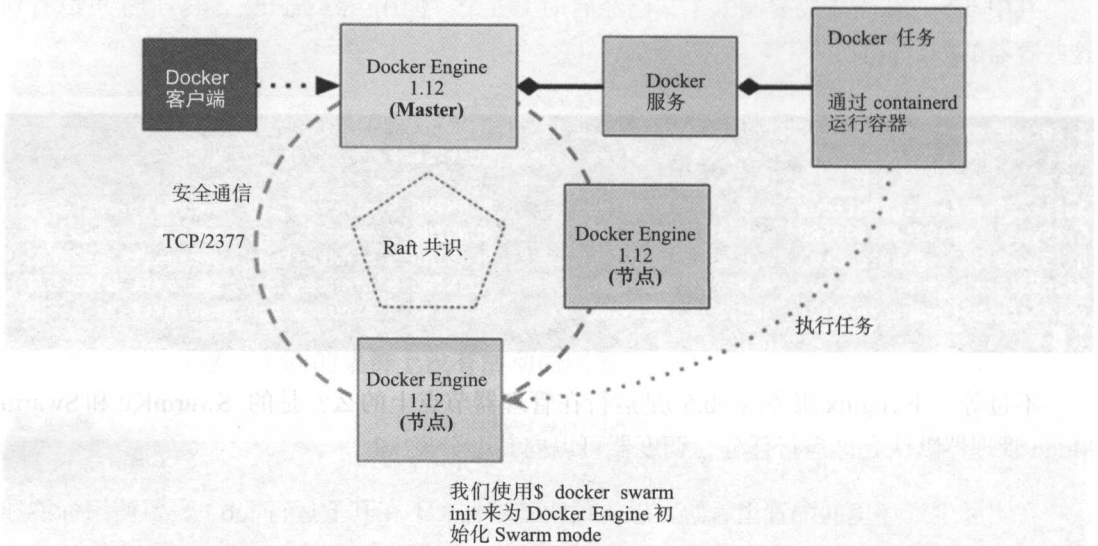 Docker
客户端
Docker Engine
1.12
(Master)
Docker
服务
Docker 任务
通过 containerd
运行容器
安全通信
TCP/2377
Raft 共识
Docker Engine
1.12
(节点)
执行任务
Docker Engine
1.12
(节点)
我们使用$ docker swarm
init 来为 Docker Engine 初
始化 Swarm mode